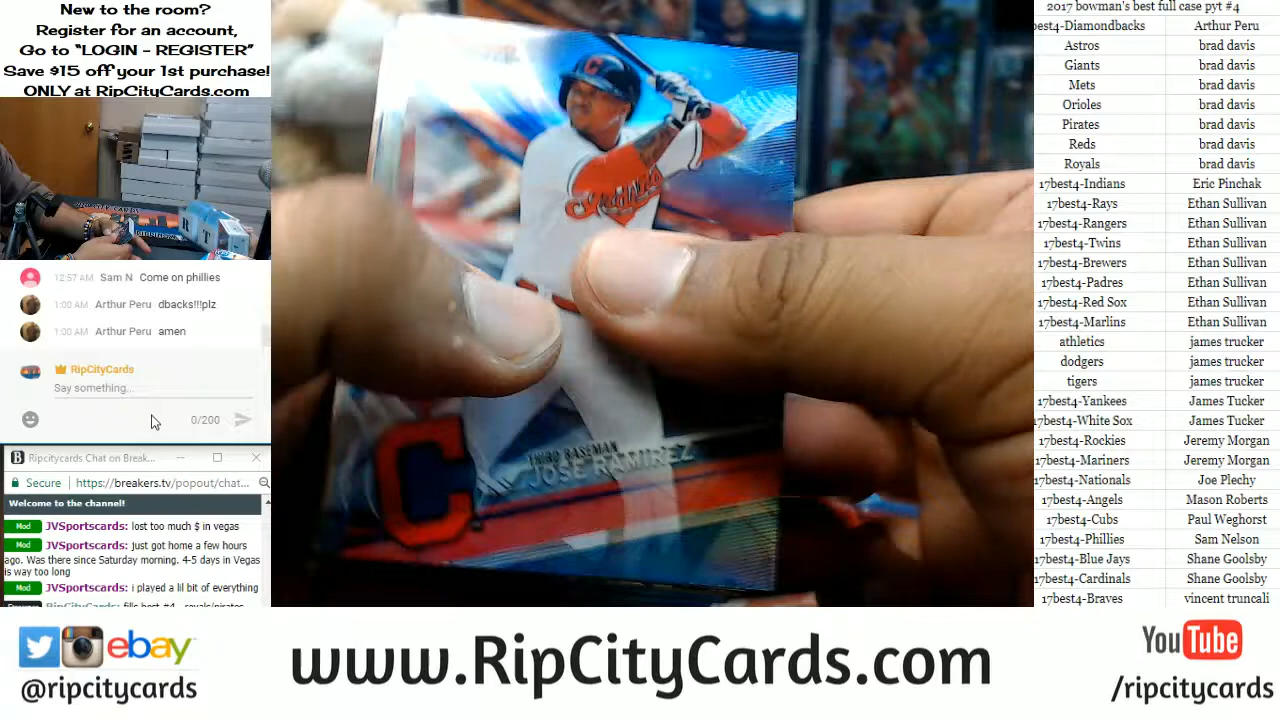 New to the room?
Register for an account,
Go to “LOGIN – REGISTER”
Save $15 off your 1st purchase!
ONLY at RipCityCards.com
12:57 AM Sam N Come on phillies
1:00 AM Arthur Peru dbacks!!!plz
1:00 AM Arthur Peru amen
RipCityCards
Say something...
0/200
Ripcitycards Chat on Break...
Secure https://breakers.tv/popout/chat...
Welcome to the channel!
Mod JVSportscards: lost too much $ in vegas
Mod JVSportscards: just got home a few hours
ago. Was there since Saturday morning. 4-5 days in Vegas
is way too long
Mod JVSportscards: i played a lil bit of everything
RipCityCards: fills best #4 - royals/pirates
C
Indians
C
THIRD BASEMAN
JOSE RAMIREZ
2017 bowman's best full case pyt #4
best4-Diamondbacks Arthur Peru
Astros brad davis
Giants brad davis
Mets brad davis
Orioles brad davis
Pirates brad davis
Reds brad davis
Royals brad davis
17best4-Indians Eric Pinchak
17best4-Rays Ethan Sullivan
17best4-Rangers Ethan Sullivan
17best4-Twins Ethan Sullivan
17best4-Brewers Ethan Sullivan
17best4-Padres Ethan Sullivan
17best4-Red Sox Ethan Sullivan
17best4-Marlins Ethan Sullivan
athletics james trucker
dodgers james trucker
tigers james trucker
17best4-Yankees James Tucker
17best4-White Sox James Tucker
17best4-Rockies Jeremy Morgan
17best4-Mariners Jeremy Morgan
17best4-Nationals Joe Plechy
17best4-Angels Mason Roberts
17best4-Cubs Paul Weghorst
17best4-Phillies Sam Nelson
17best4-Blue Jays Shane Goolsby
17best4-Cardinals Shane Goolsby
17best4-Braves vincent truncali
ebay
@ripcitycards
www.RipCityCards.com
YouTube
/ripcitycards